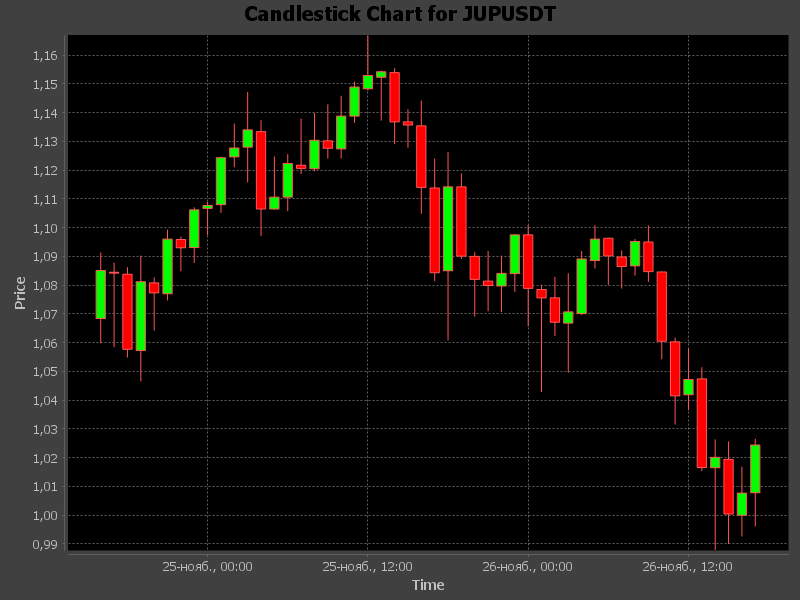 Candlestick Chart for JUPUSDT
Price
1,16
1,15
1,14
1,13
1,12
1,11
1,10
1,09
1,08
1,07
1,06
1,05
1,04
1,03
1,02
1,01
1,00
0,99
25-нояб., 00:00
25-нояб., 12:00
26-нояб., 00:00
26-нояб., 12:00
Time